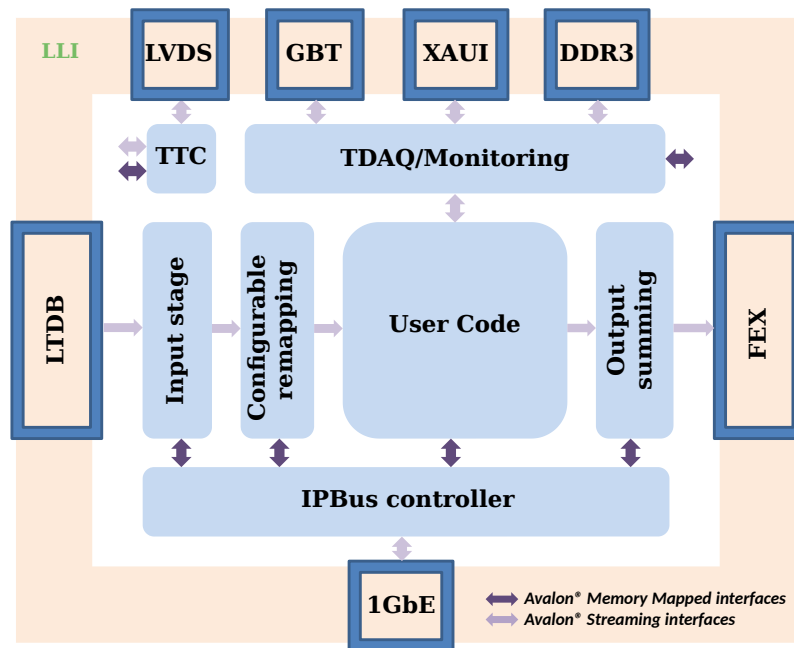 LLI
LVDS
GBT
XAUI
DDR3
TTC
TDAQ/Monitoring
LTDB
Input stage
Configurable
remapping
User Code
Output
summing
FEX
IPBus controller
1GbE
Avalon® Memory Mapped interfaces
Avalon® Streaming interfaces